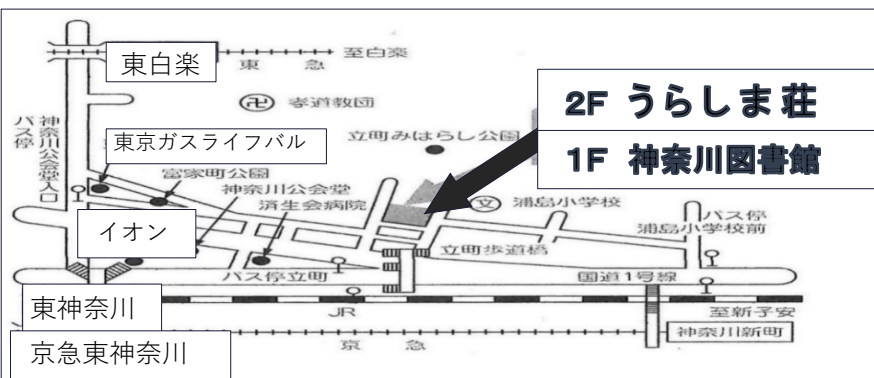 東白楽
至白楽
東急
孝道教団
2F うらしま荘
1F 神奈川図書館
バス停
神奈川公会堂入口
東京ガスライフバル
立町みはらし公園
富家町公園
神奈川公会堂
済生会病院
文
浦島小学校
バス停
浦島小学校前
イオン
立町歩道橋
バス停立町
国道1号線
東神奈川
JR
至新子安
神奈川新町
京急
京急東神奈川